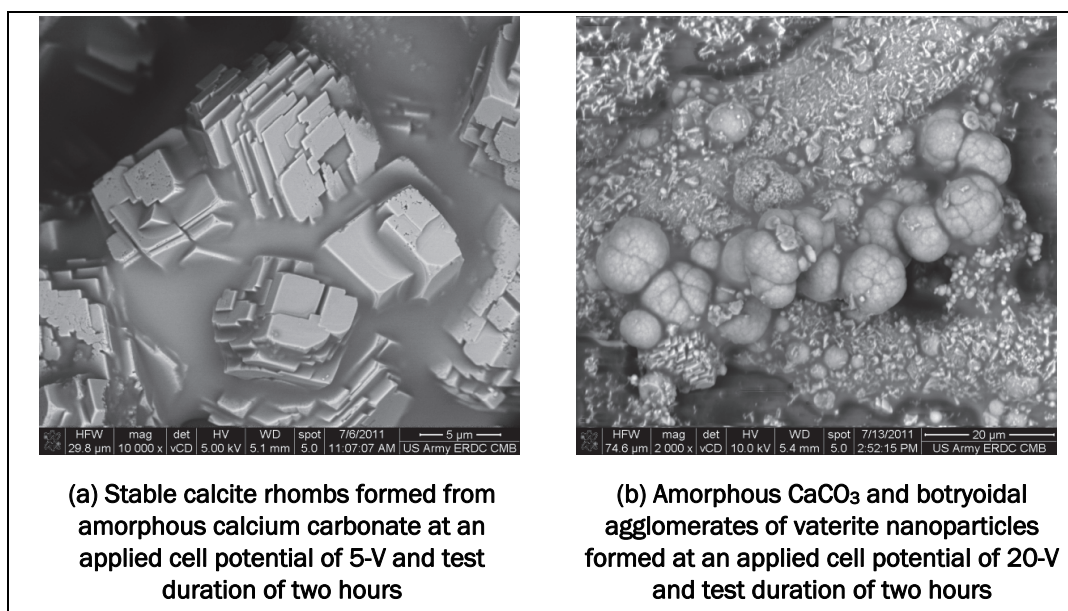 HFW mag det HV WD spot 7/6/2011 5 µm
29.8 µm 10 000 x vCD 5.00 kV 5.1 mm 5.0 11:07:07 AM US Army ERDC CMB
HFW mag det HV WD spot 7/13/2011 20 µm
74.6 µm 2 000 x vCD 10.0 kV 5.4 mm 5.0 2:52:15 PM US Army ERDC CMB
(a) Stable calcite rhombs formed from
amorphous calcium carbonate at an
applied cell potential of 5-V and test
duration of two hours
(b) Amorphous CaCO₃ and botryoidal
agglomerates of vaterite nanoparticles
formed at an applied cell potential of 20-V
and test duration of two hours